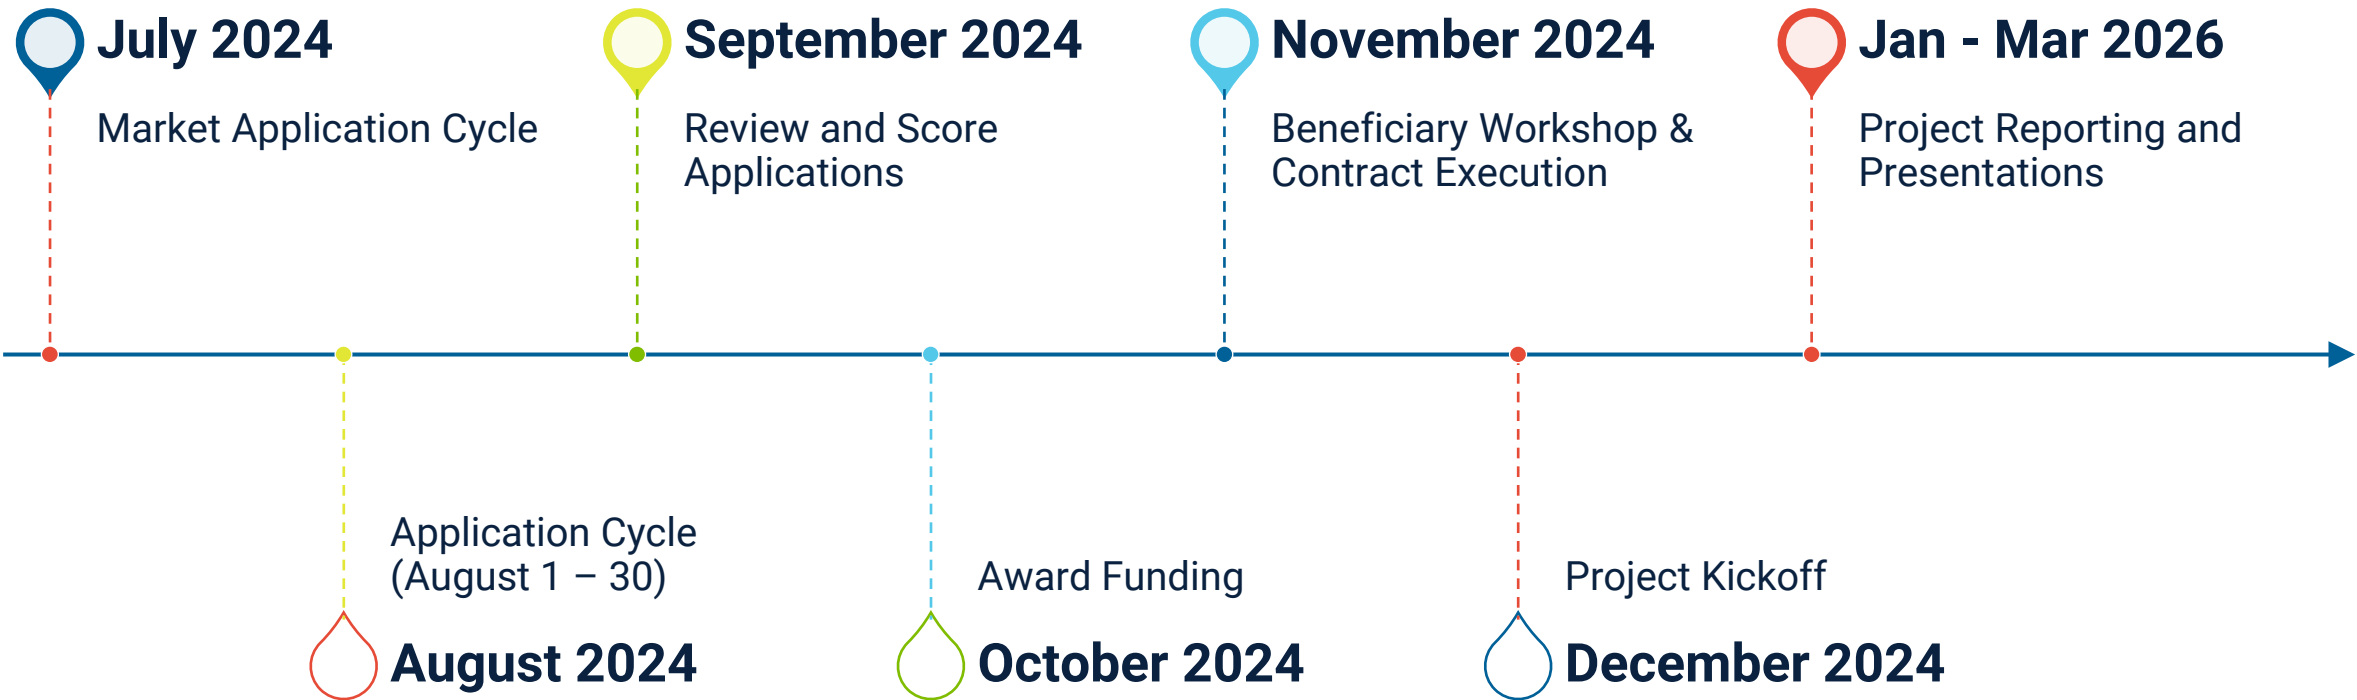 July 2024
Market Application Cycle
September 2024
Review and Score
Applications
November 2024
Beneficiary Workshop &
Contract Execution
Jan - Mar 2026
Project Reporting and
Presentations
Application Cycle
(August 1 – 30)
August 2024
Award Funding
October 2024
Project Kickoff
December 2024